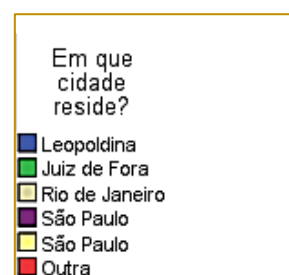 Em que
cidade
reside?
Leopoldina
Juiz de Fora
Rio de Janeiro
São Paulo
São Paulo
Outra